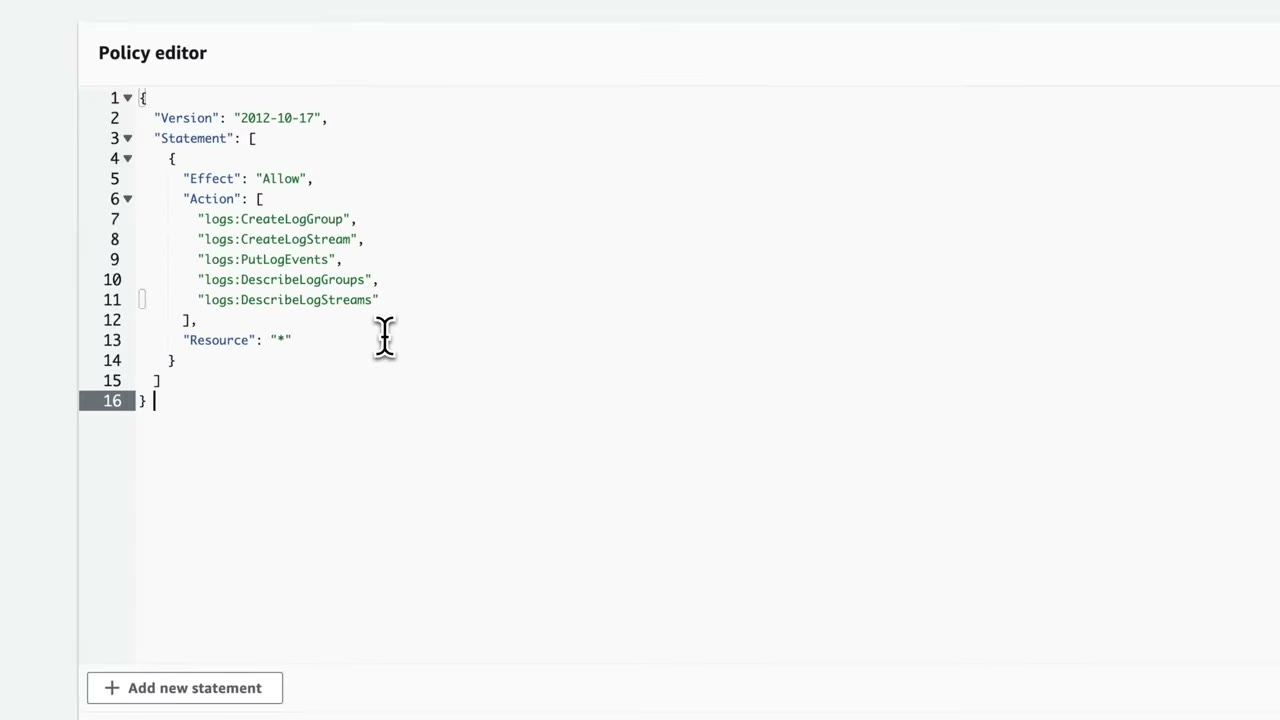 Policy editor
1 {
2 "Version": "2012-10-17",
3 "Statement": [
4 {
5 "Effect": "Allow",
6 "Action": [
7 "logs:CreateLogGroup",
8 "logs:CreateLogStream",
9 "logs:PutLogEvents",
10 "logs:DescribeLogGroups",
11 "logs:DescribeLogStreams"
12 ],
13 "Resource": "*"
14 }
15 ]
16 }
+ Add new statement